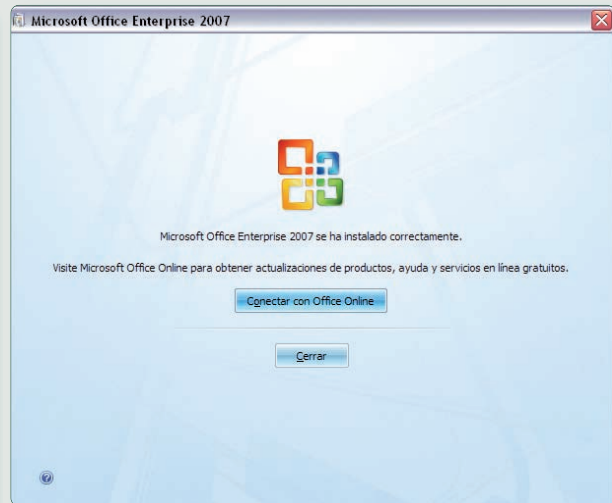 Microsoft Office Enterprise 2007
Microsoft Office Enterprise 2007 se ha instalado correctamente.
Visite Microsoft Office Online para obtener actualizaciones de productos, ayuda y servicios en línea gratuitos.
Conectar con Office Online
Cerrar